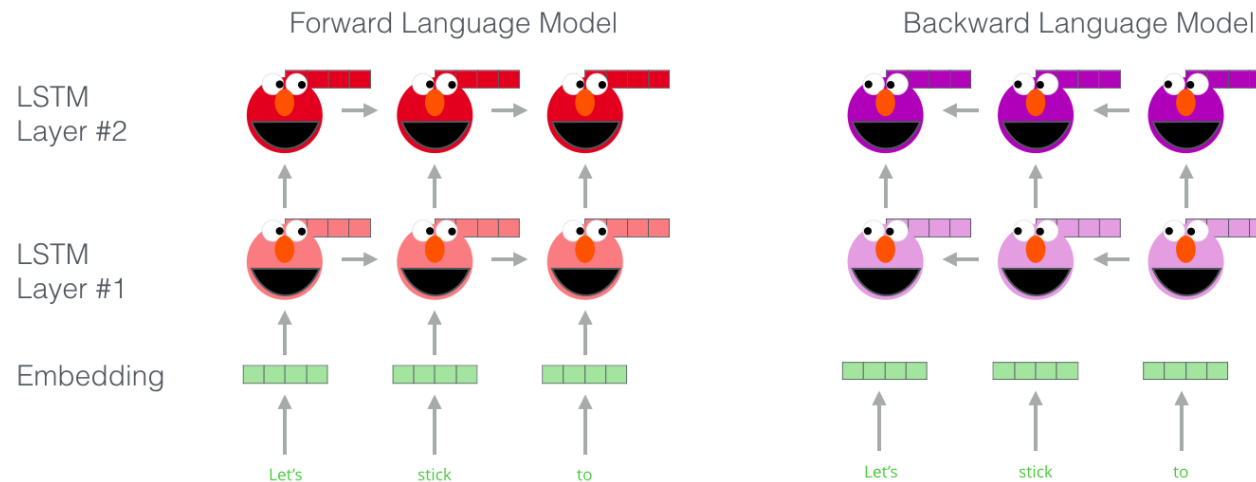 Forward Language Model
Backward Language Model
LSTM
Layer #2
LSTM
Layer #1
Embedding
Let's
stick
to
Let's
stick
to